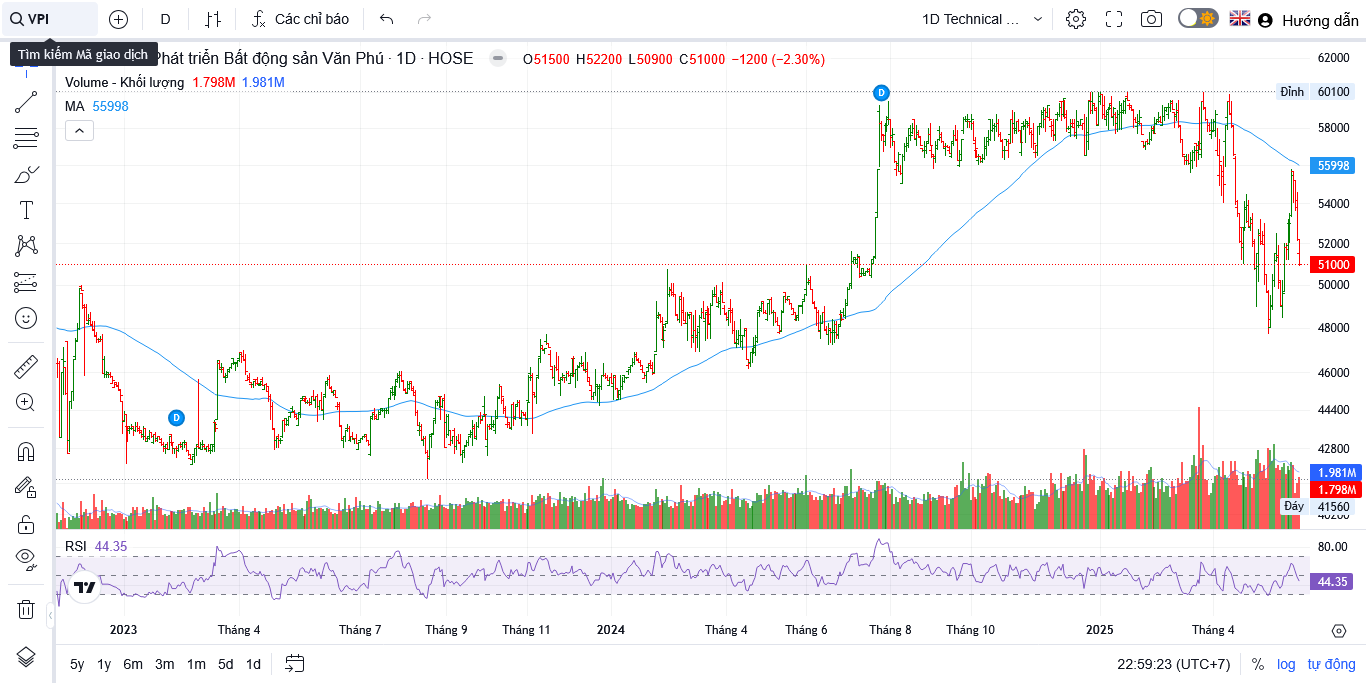 VPI D Các chỉ báo 1D Technical ... Hướng dẫn
Tìm kiếm Mã giao dịch
Phát triển Bất động sản Văn Phú · 1D · HOSE O51500 H52200 L50900 C51000 −1200 (−2.30%)
Volume - Khối lượng 1.798M 1.981M
MA 55998
D
D
62000
Đỉnh 60100
58000
55998
54000
52000
51000
50000
48000
46000
44400
42800
1.981M
1.798M
Đáy 41560
40200
RSI 44.35
80.00
44.35
2023 Tháng 4 Tháng 7 Tháng 9 Tháng 11 2024 Tháng 4 Tháng 6 Tháng 8 Tháng 10 2025 Tháng 4
5y 1y 6m 3m 1m 5d 1d 22:59:23 (UTC+7) % log tự động